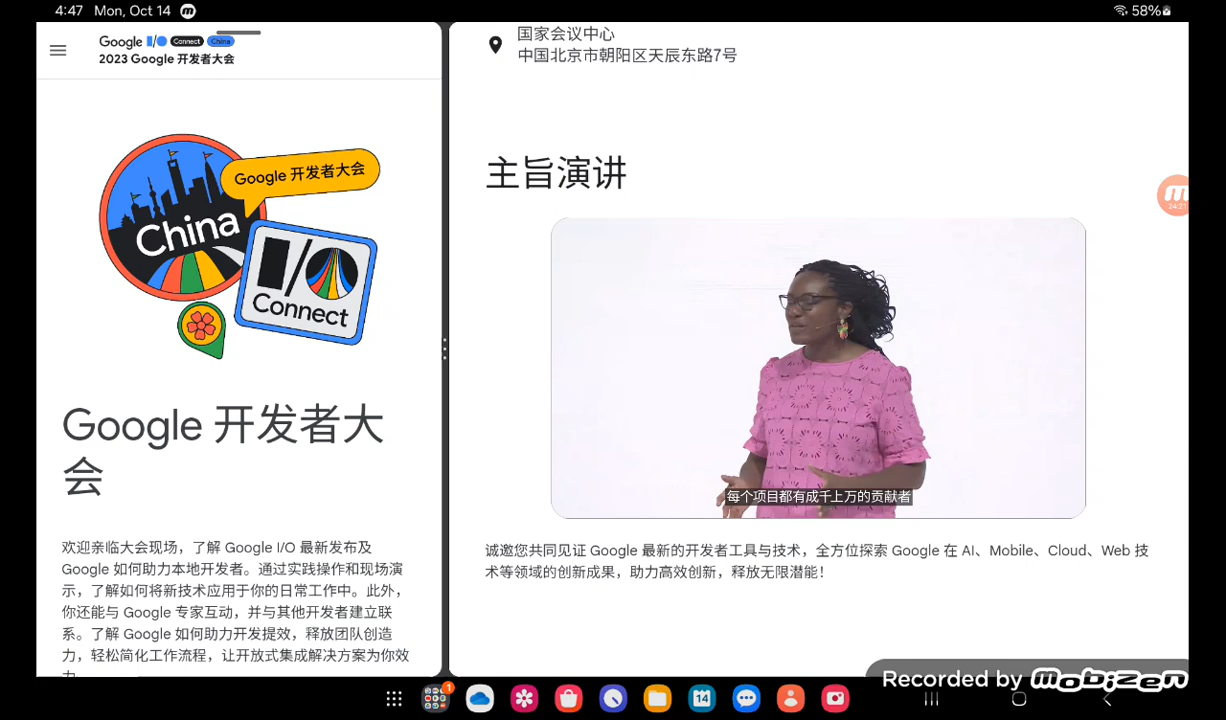 4:47 Mon, Oct 14
58%
Google I/O Connect China
2023 Google 开发者大会
Google 开发者大会
China
I/O
Connect
Google 开发者大
会
欢迎亲临大会现场，了解 Google I/O 最新发布及
Google 如何助力本地开发者。通过实践操作和现场演
示，了解如何将新技术应用于你的日常工作中。此外，
你还能与 Google 专家互动，并与其他开发者建立联
系。了解 Google 如何助力开发提效，释放团队创造
力，轻松简化工作流程，让开放式集成解决方案为你效
国家会议中心
中国北京市朝阳区天辰东路7号
主旨演讲
每个项目都有成千上万的贡献者
诚邀您共同见证 Google 最新的开发者工具与技术，全方位探索 Google 在 AI、Mobile、Cloud、Web 技
术等领域的创新成果，助力高效创新，释放无限潜能！
24:21
Recorded by mobizen
1
14